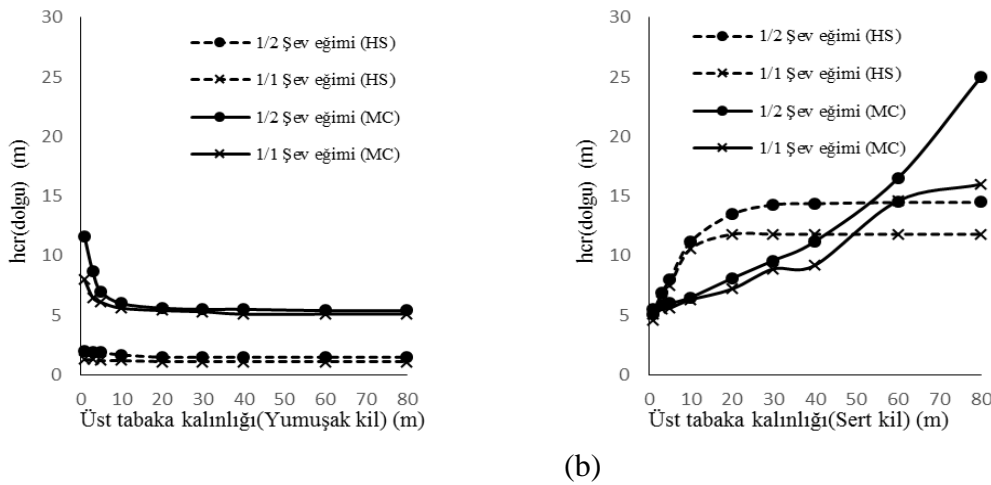 30
25
20
15
10
5
0
hcr(dolgu) (m)
1/2 Şev eğimi (HS)
1/1 Şev eğimi (HS)
1/2 Şev eğimi (MC)
1/1 Şev eğimi (MC)
0 10 20 30 40 50 60 70 80
Üst tabaka kalınlığı(Yumuşak kil) (m)
30
25
20
15
10
5
0
hcr(dolgu) (m)
1/2 Şev eğimi (HS)
1/1 Şev eğimi (HS)
1/2 Şev eğimi (MC)
1/1 Şev eğimi (MC)
0 10 20 30 40 50 60 70 80
Üst tabaka kalınlığı(Sert kil) (m)
(b)